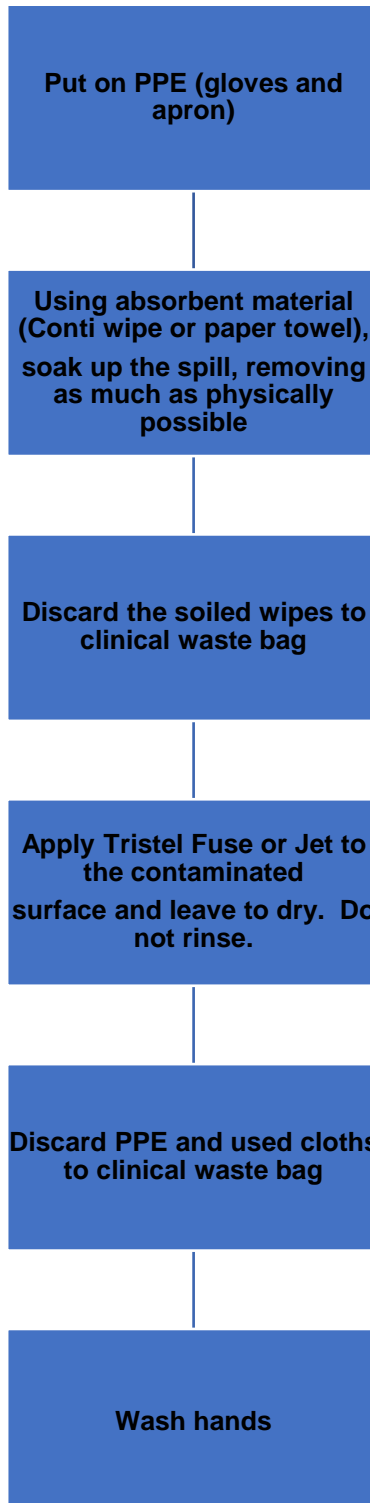 Put on PPE (gloves and
apron)
Using absorbent material
(Conti wipe or paper towel),
soak up the spill, removing
as much as physically
possible
Discard the soiled wipes to
clinical waste bag
Apply Tristel Fuse or Jet to
the contaminated
surface and leave to dry.  Do
not rinse.
Discard PPE and used cloths
to clinical waste bag
Wash hands